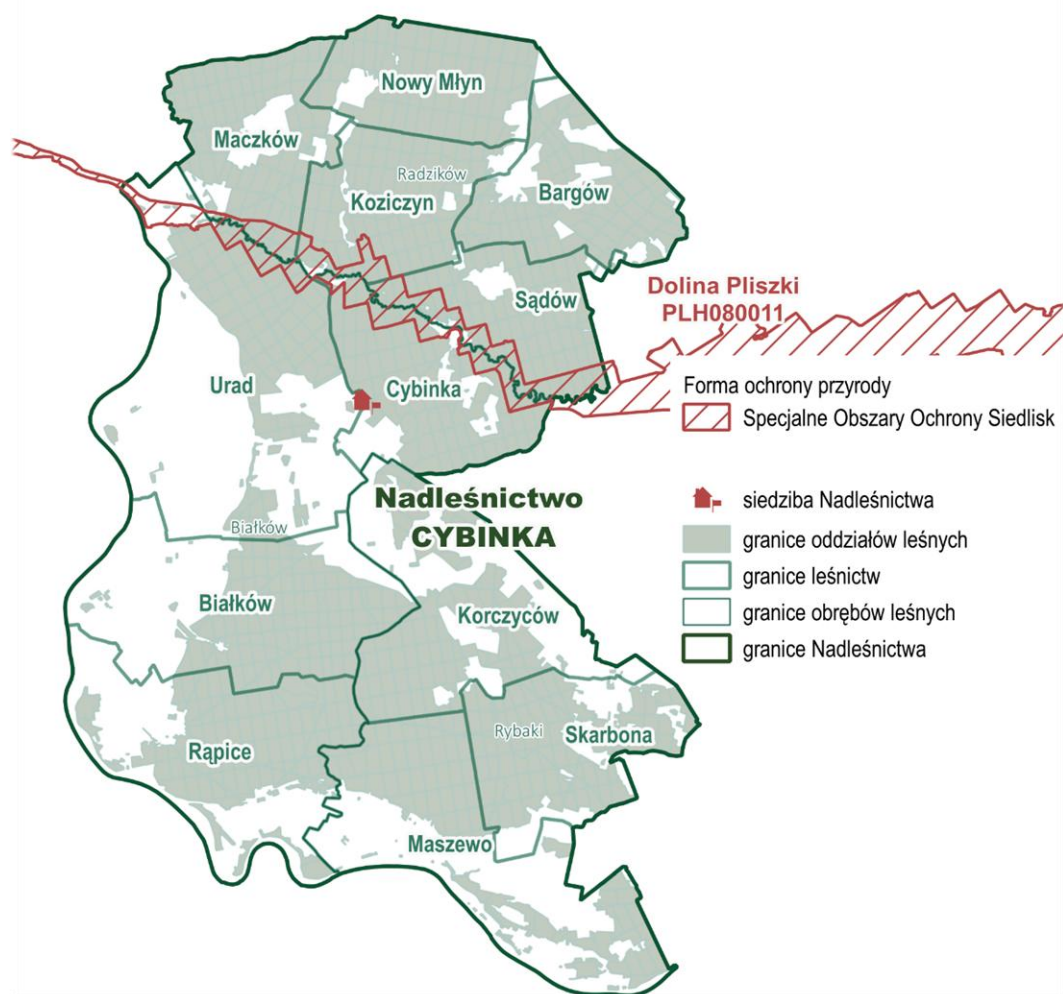 Nowy Młyn
Maczków
Radzików
Koziczyn
Bargów
Dolina Pliszki
PLH080011
Sądów
Urad
Cybinka
Forma ochrony przyrody
Specjalne Obszary Ochrony Siedlisk
Nadleśnictwo
CYBINKA
siedziba Nadleśnictwa
granice oddziałów leśnych
granice leśnictw
granice obrębów leśnych
granice Nadleśnictwa
Białków
Białków
Korczyców
Rąpice
Rybaki
Skarbona
Maszewo